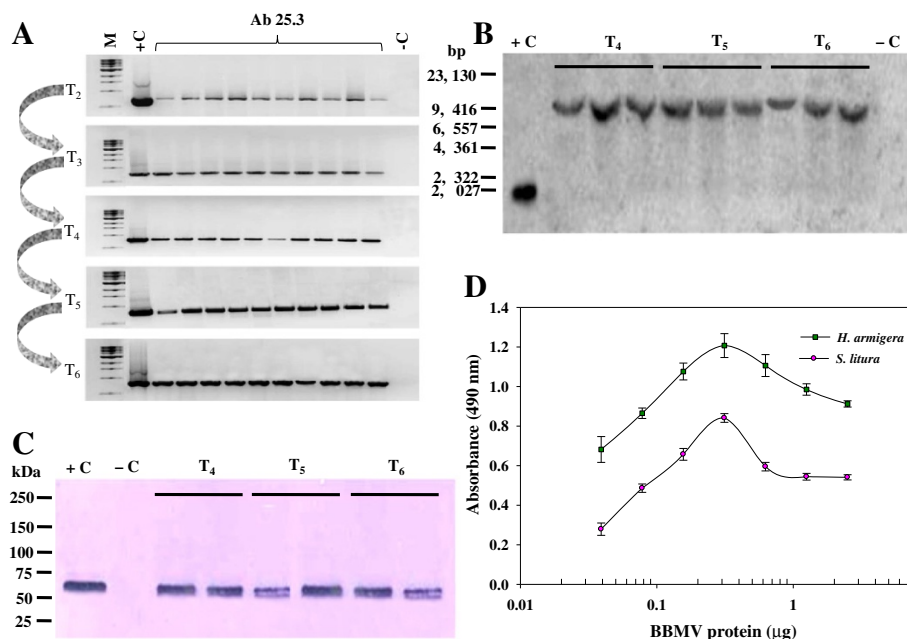 A
M
+C
Ab 25.3
-C
T2
T3
T4
T5
T6
B
bp
+ C
T4
T5
T6
– C
23, 130
9, 416
6, 557
4, 361
2, 322
2, 027
C
kDa
+ C
– C
T4
T5
T6
250
150
100
75
50
25
D
1.4
1.2
1.0
0.8
0.6
0.4
0.2
0.0
Absorbance (490 nm)
H. armigera
S. litura
0.01
0.1
1
BBMV protein (µg)